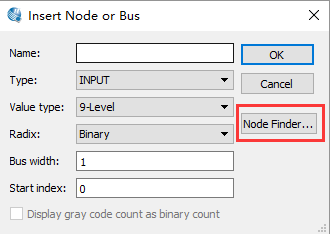 Insert Node or Bus
Name:
OK
Type: INPUT
Cancel
Value type: 9-Level
Node Finder...
Radix: Binary
Bus width: 1
Start index: 0
Display gray code count as binary count